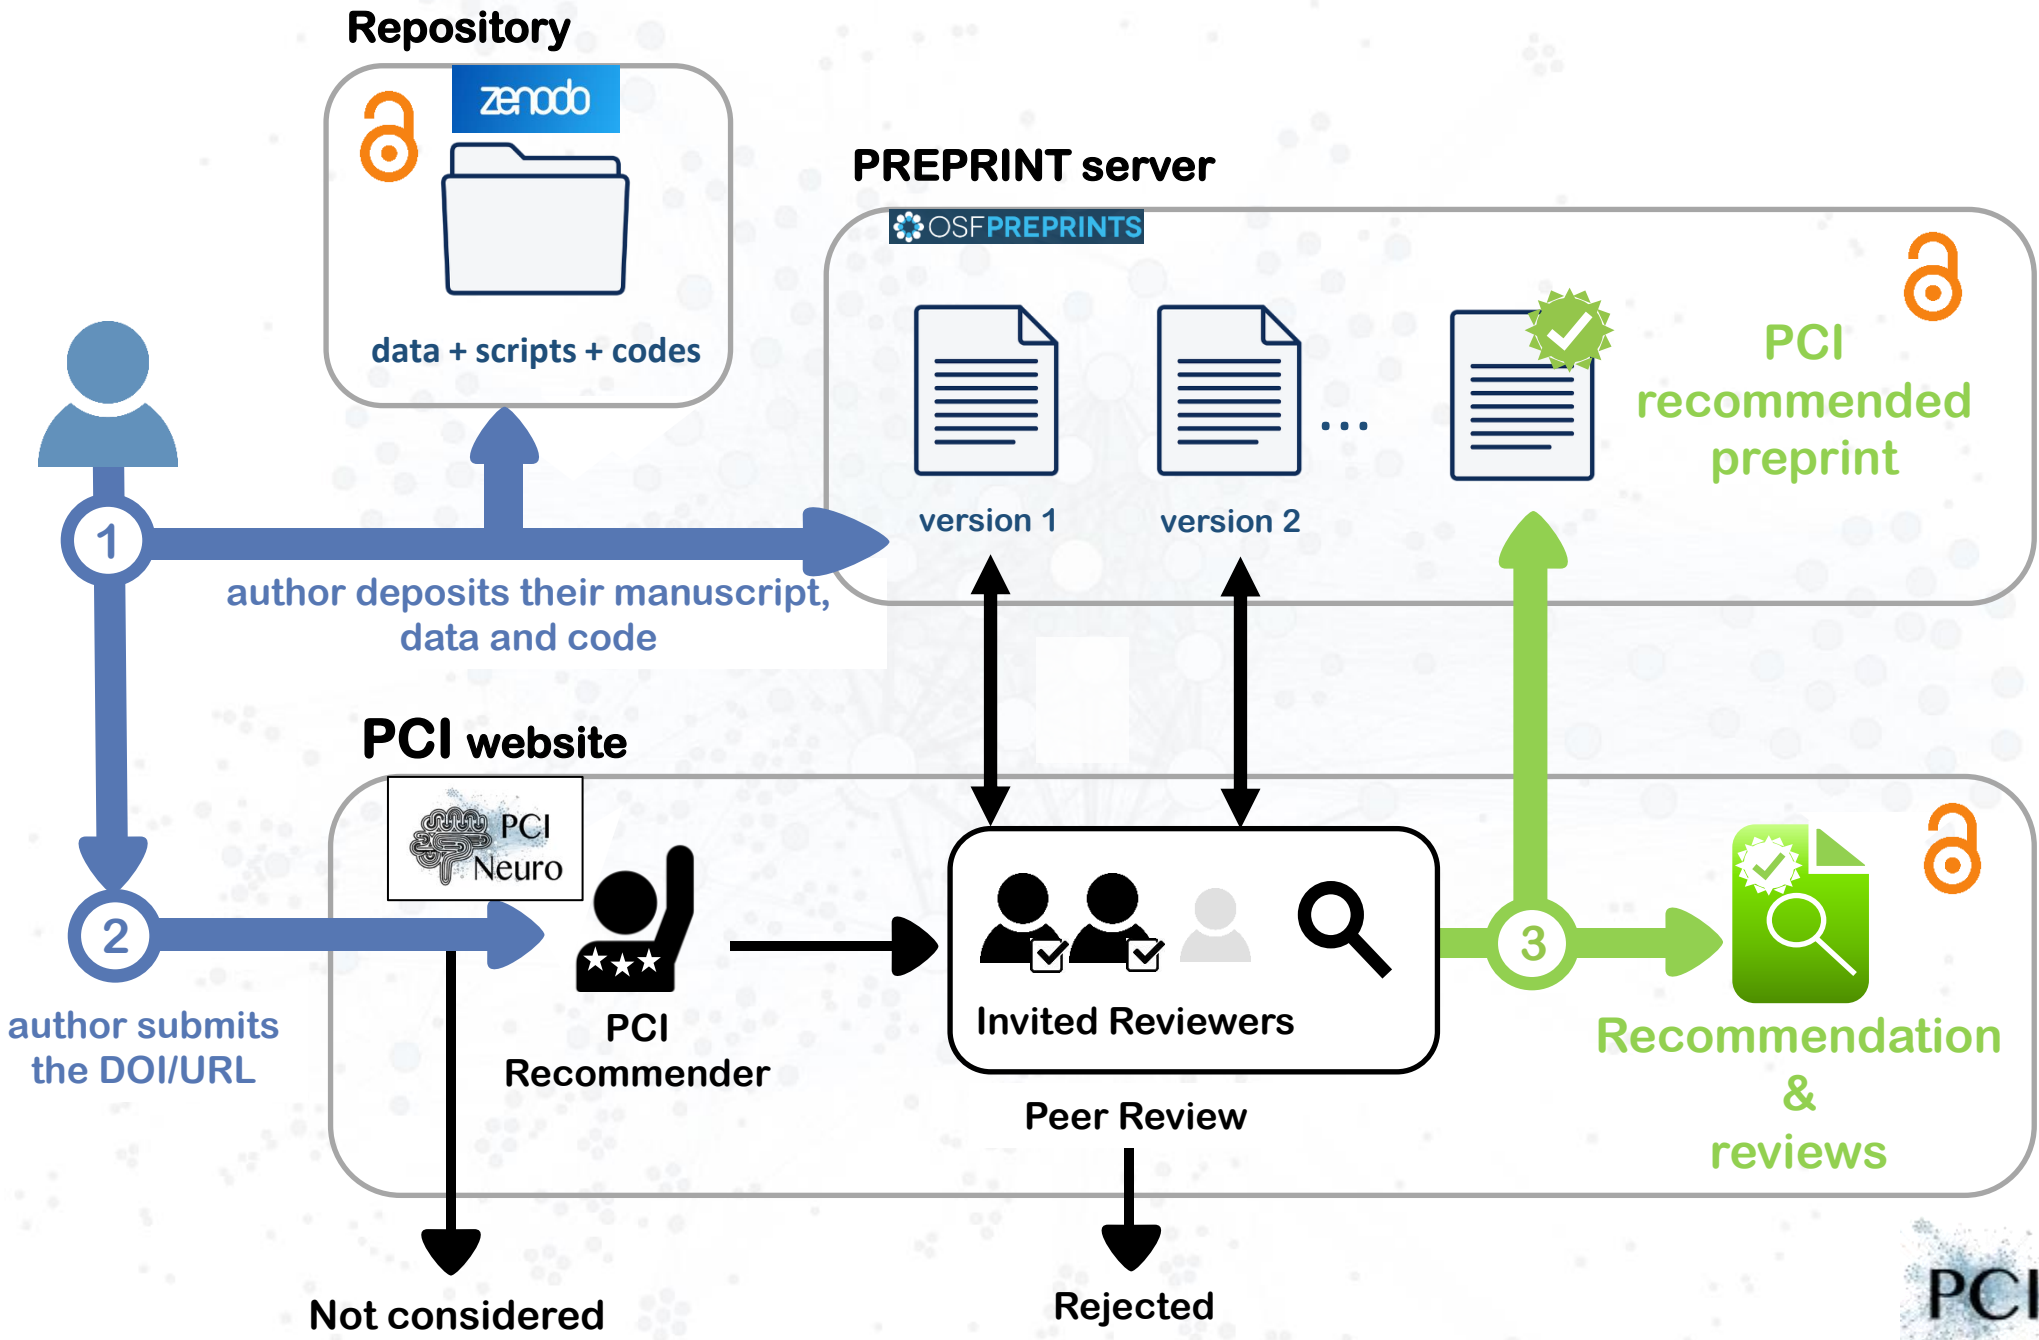 Repository
zenodo
data + scripts + codes
PREPRINT server
OSFPREPRINTS
version 1
version 2
...
PCI
recommended
preprint
1
author deposits their manuscript,
data and code
PCI website
PCI
Neuro
2
author submits
the DOI/URL
PCI
Recommender
Invited Reviewers
Peer Review
3
Recommendation
&
reviews
Not considered
Rejected
PCI